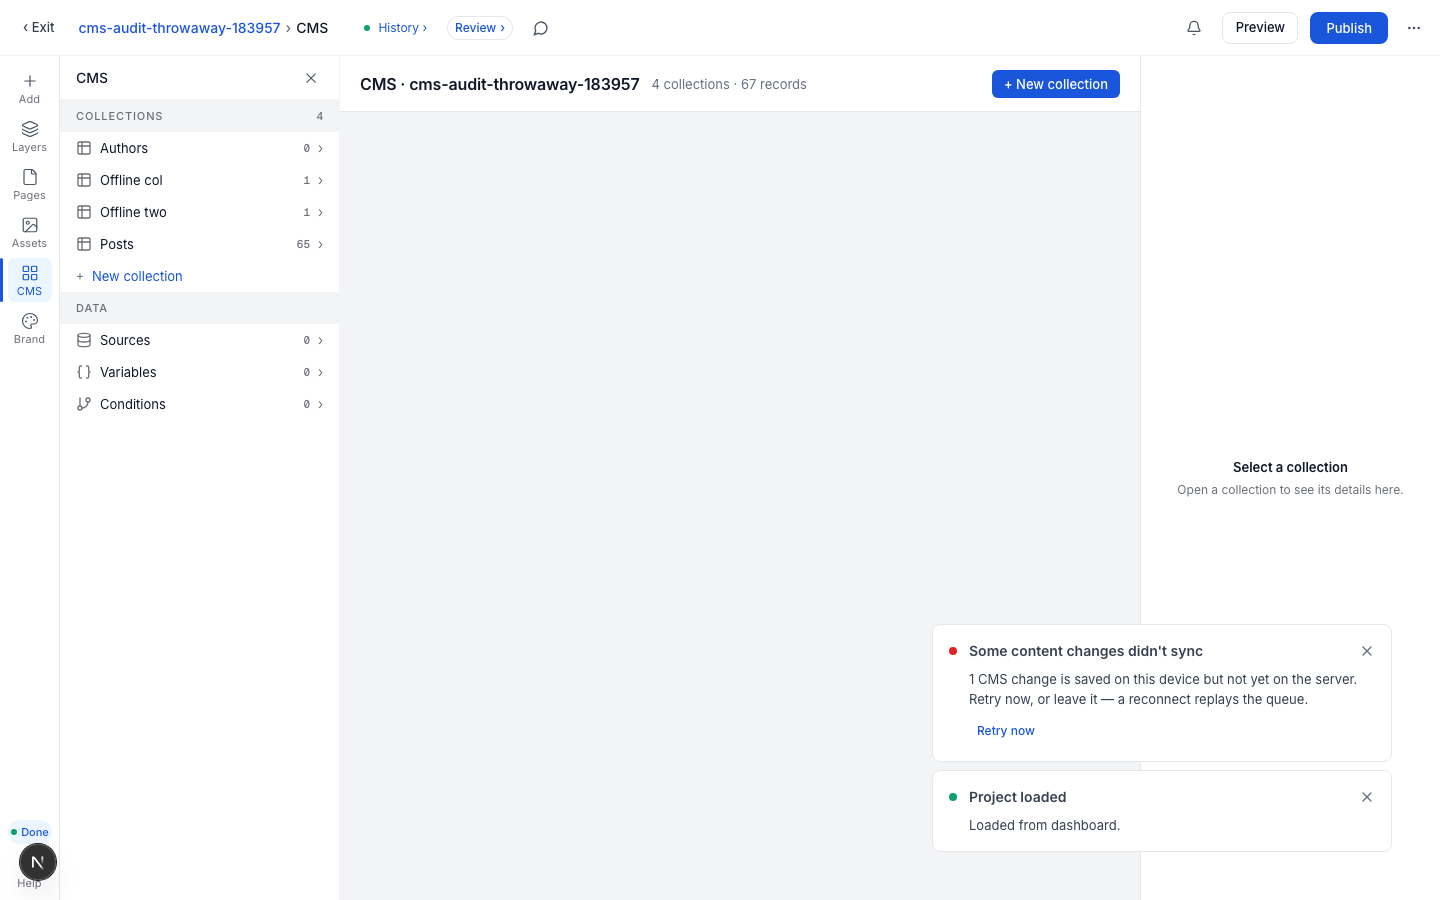 ‹ Exit
cms-audit-throwaway-183957 › CMS
History ›
Review ›
Preview
Publish
Add
Layers
Pages
Assets
CMS
Brand
Done
N
Help
CMS
COLLECTIONS 4
Authors 0 ›
Offline col 1 ›
Offline two 1 ›
Posts 65 ›
+ New collection
DATA
Sources 0 ›
Variables 0 ›
Conditions 0 ›
CMS · cms-audit-throwaway-183957 4 collections · 67 records
+ New collection
Select a collection
Open a collection to see its details here.
Some content changes didn't sync
1 CMS change is saved on this device but not yet on the server.
Retry now, or leave it — a reconnect replays the queue.
Retry now
Project loaded
Loaded from dashboard.